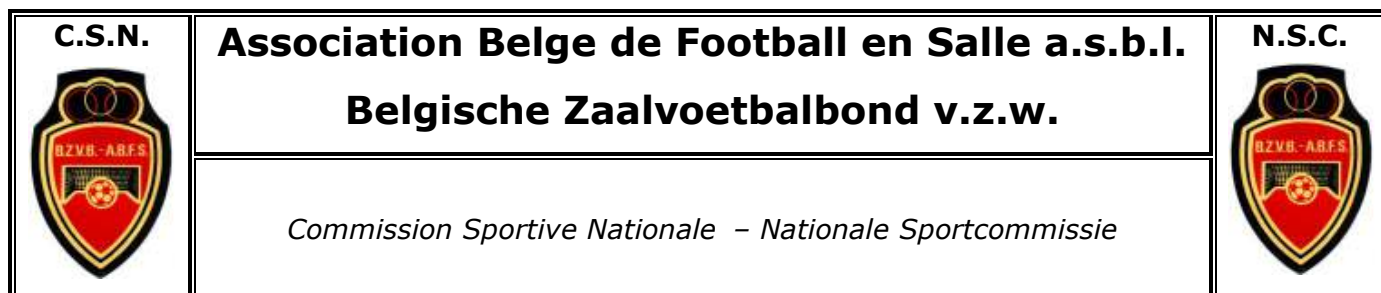 C.S.N.
B.Z.V.B.-A.B.F.S.
Association Belge de Football en Salle a.s.b.l.
Belgische Zaalvoetbalbond v.z.w.
Commission Sportive Nationale – Nationale Sportcommissie
N.S.C.
B.Z.V.B.-A.B.F.S.